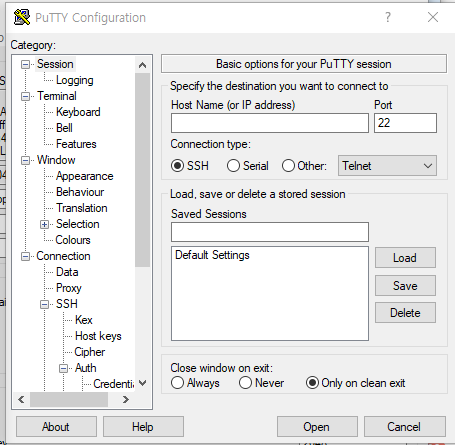 PuTTY Configuration
?
Category:
Session
Logging
Terminal
Keyboard
Bell
Features
Window
Appearance
Behaviour
Translation
Selection
Colours
Connection
Data
Proxy
SSH
Kex
Host keys
Cipher
Auth
Credenti
Basic options for your PuTTY session
Specify the destination you want to connect to
Host Name (or IP address) Port
22
Connection type:
SSH Serial Other: Telnet
Load, save or delete a stored session
Saved Sessions
Default Settings
Load
Save
Delete
Close window on exit:
Always Never Only on clean exit
About Help Open Cancel